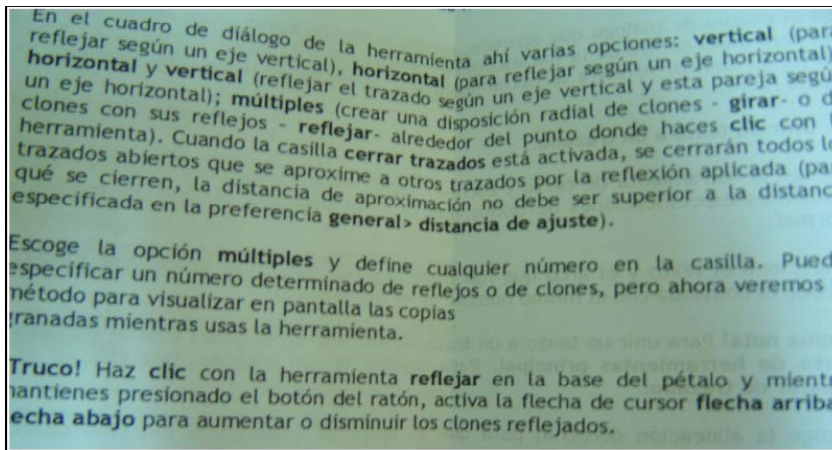 En el cuadro de diálogo de la herramienta ahí varias opciones: vertical (para
reflejar según un eje vertical), horizontal (para reflejar según un eje horizontal)
horizontal y vertical (reflejar el trazado según un eje vertical y esta pareja según
un eje horizontal); múltiples (crear una disposición radial de clones - girar- o d
clones con sus reflejos - reflejar- alrededor del punto donde haces clic con
herramienta). Cuando la casilla cerrar trazados está activada, se cerrarán todos lo
trazados abiertos que se aproxime a otros trazados por la reflexión aplicada (par
qué se cierren, la distancia de aproximación no debe ser superior a la distanc
especificada en la preferencia general> distancia de ajuste).
Escoge la opción múltiples y define cualquier número en la casilla. Pued
especificar un número determinado de reflejos o de clones, pero ahora veremos
método para visualizar en pantalla las copias
ranadas mientras usas la herramienta.
Truco! Haz clic con la herramienta reflejar en la base del pétalo y mientr
mantienes presionado el botón del ratón, activa la flecha de cursor flecha arriba
echa abajo para aumentar o disminuir los clones reflejados.